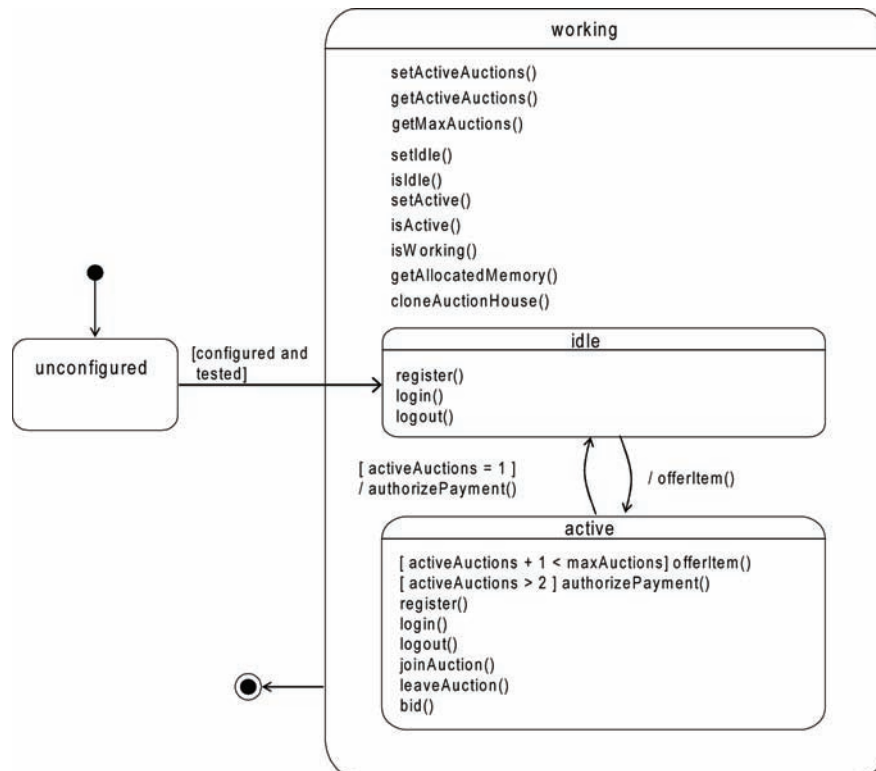 working
setActiveAuctions()
getActiveAuctions()
getMaxAuctions()
setIdle()
isIdle()
setActive()
isActive()
isWorking()
getAllocatedMemory()
cloneAuctionHouse()
unconfigured
[configured and
tested]
idle
register()
login()
logout()
[ activeAuctions = 1 ]
/ authorizePayment()
/ offerItem()
active
[ activeAuctions + 1 < maxAuctions] offerItem()
[ activeAuctions > 2 ] authorizePayment()
register()
login()
logout()
joinAuction()
leaveAuction()
bid()